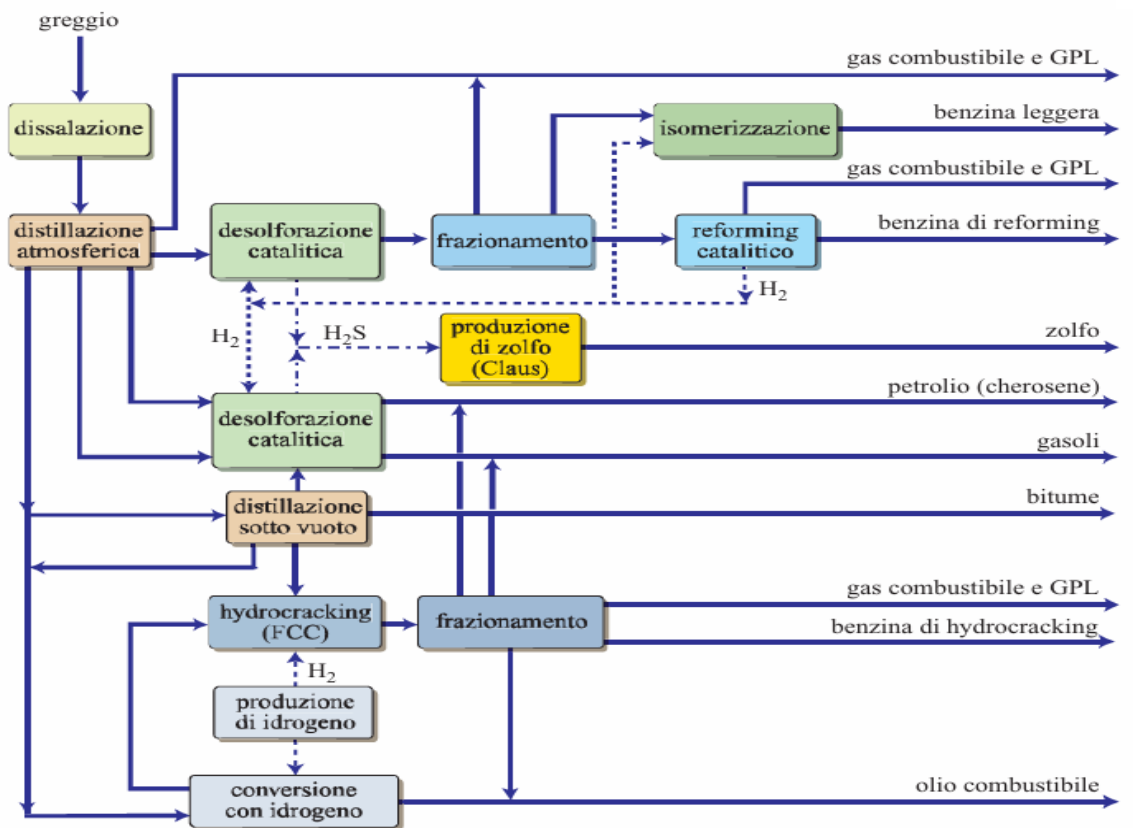 greggio
gas combustibile e GPL
dissalazione
isomerizzazione
benzina leggera
gas combustibile e GPL
distillazione
atmosferica
desolforazione
catalitica
frazionamento
reforming
catalitico
benzina di reforming
H₂
H₂
H₂S
produzione
di zolfo
(Claus)
zolfo
petrolio (cherosene)
desolforazione
catalitica
gasoli
distillazione
sotto vuoto
bitume
gas combustibile e GPL
hydrocracking
(FCC)
frazionamento
benzina di hydrocracking
H₂
produzione
di idrogeno
conversione
con idrogeno
olio combustibile